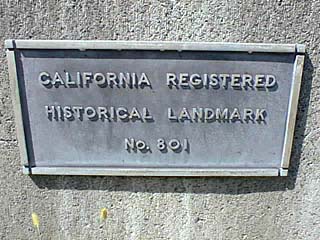 CALIFORNIA REGISTERED
HISTORICAL LANDMARK
No. 801